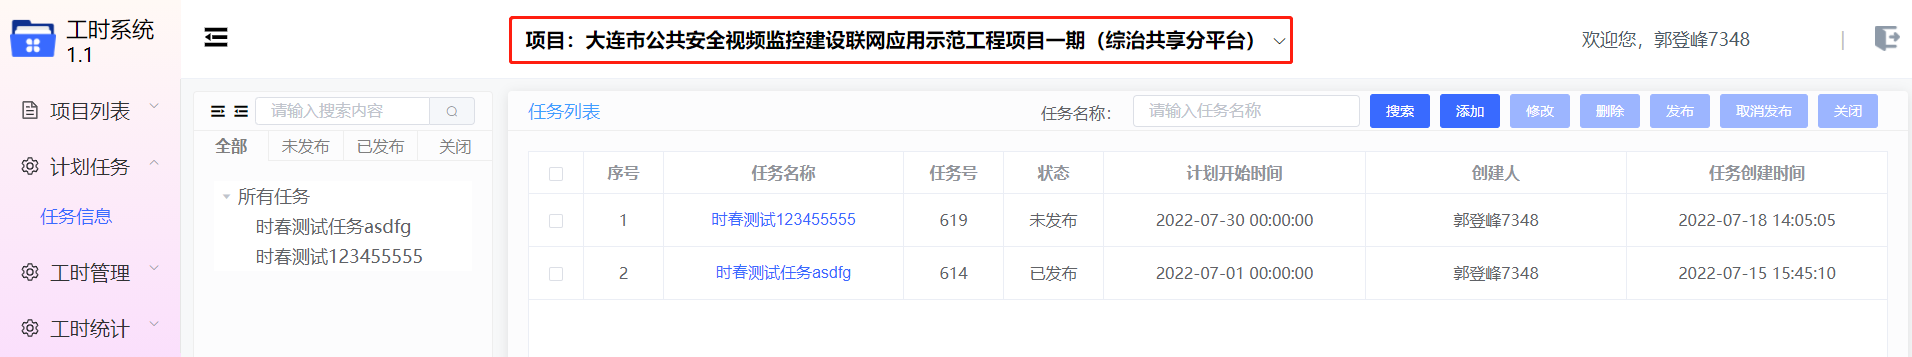 工时系统
1.1
项目：大连市公共安全视频监控建设联网应用示范工程项目一期（综治共享分平台）
欢迎您，郭登峰7348
项目列表
计划任务
任务信息
工时管理
工时统计
请输入搜索内容
全部 未发布 已发布 关闭
所有任务
时春测试任务asdfg
时春测试123455555
任务列表 任务名称： 请输入任务名称 搜索 添加 修改 删除 发布 取消发布 关闭
序号 任务名称 任务号 状态 计划开始时间 创建人 任务创建时间
1 时春测试123455555 619 未发布 2022-07-30 00:00:00 郭登峰7348 2022-07-18 14:05:05
2 时春测试任务asdfg 614 已发布 2022-07-01 00:00:00 郭登峰7348 2022-07-15 15:45:10